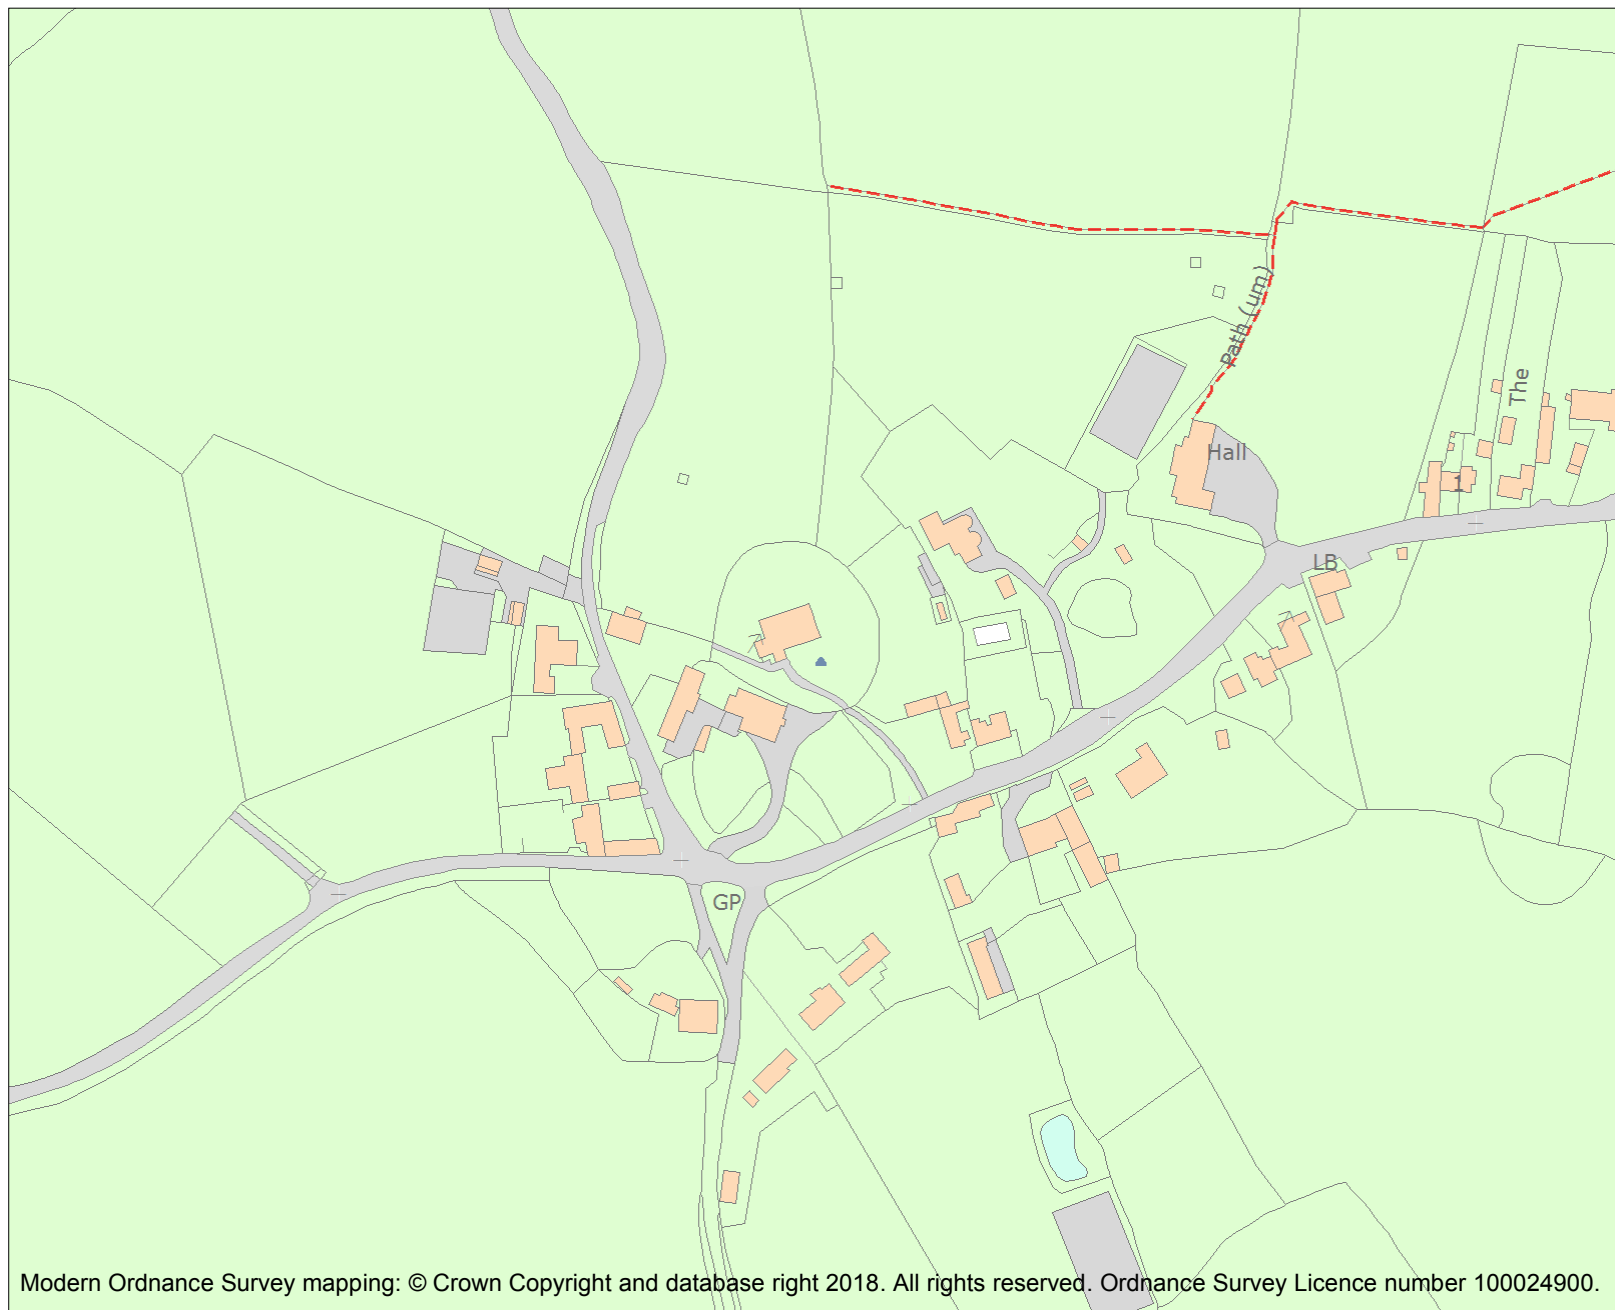 Path (um)
The
Hall
1
LB
GP
Modern Ordnance Survey mapping: © Crown Copyright and database right 2018. All rights reserved. Ordnance Survey Licence number 100024900.